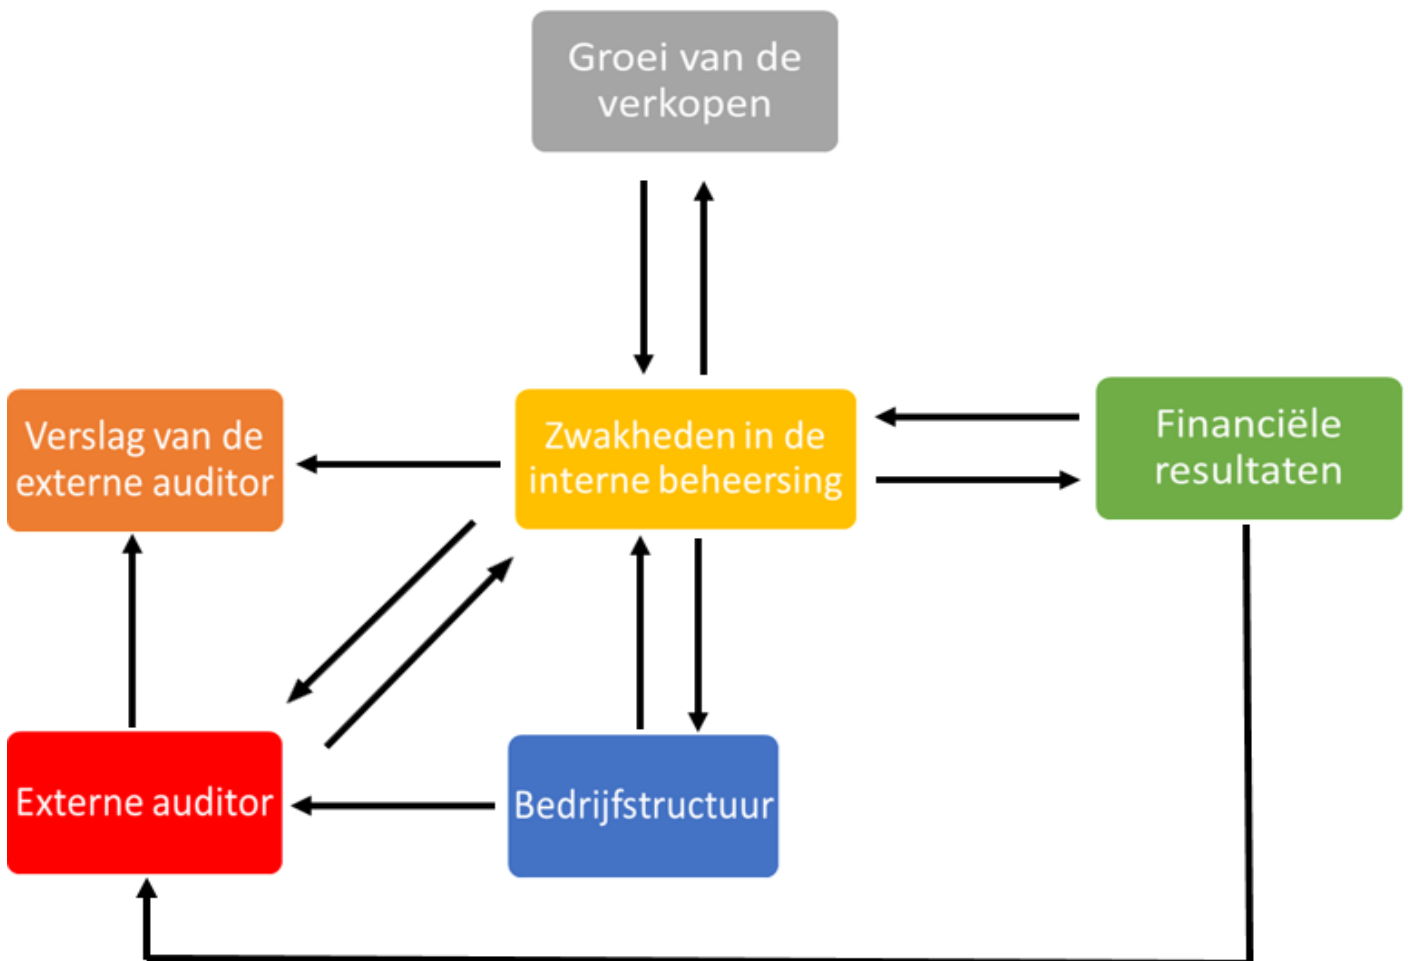 Groei van de
verkopen
Verslag van de
externe auditor
Zwakheden in de
interne beheersing
Financiële
resultaten
Externe auditor
Bedrijfstructuur